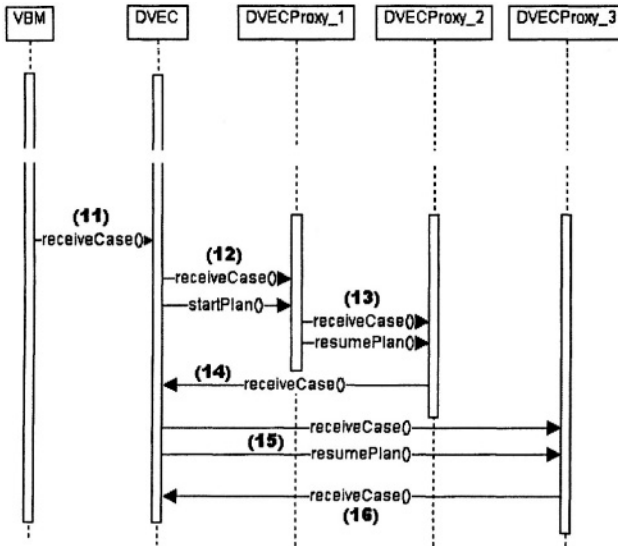 VBM
DVEC
DVECProxy_1
DVECProxy_2
DVECProxy_3
(11)
receiveCase()
(12)
receiveCase()
startPlan()
(13)
receiveCase()
resumePlan()
(14)
receiveCase()
receiveCase()
(15)
resumePlan()
receiveCase()
(16)